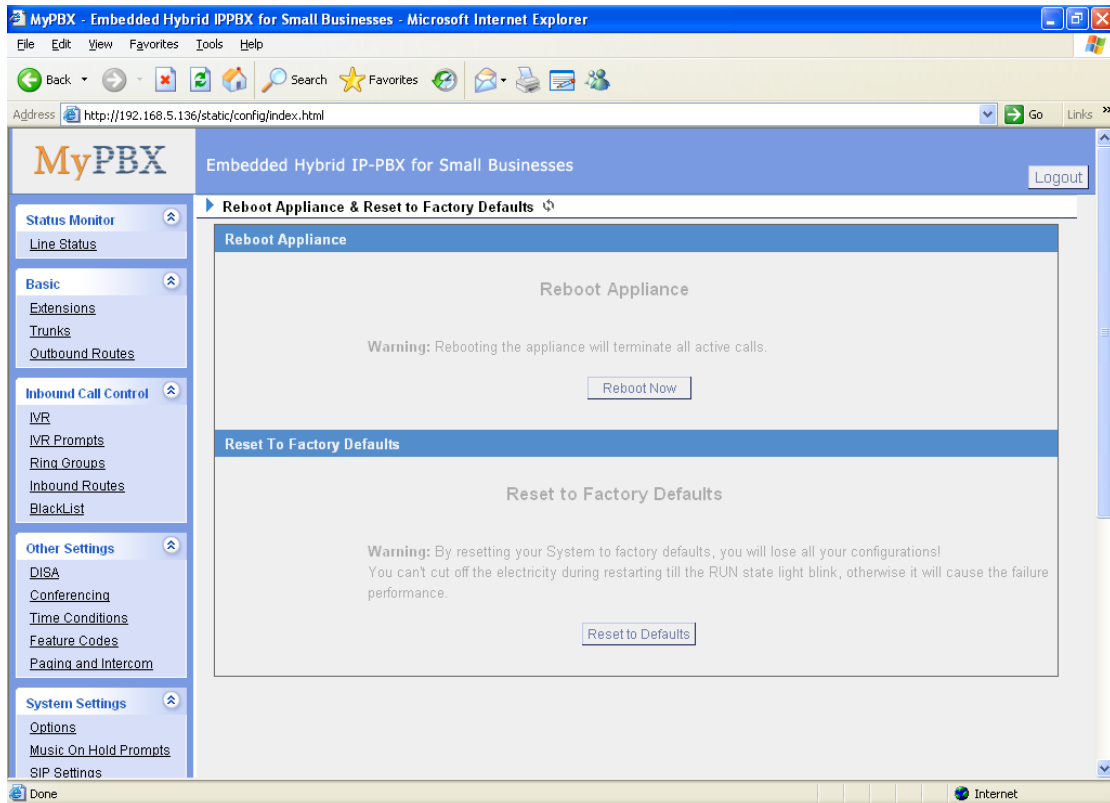 MyPBX - Embedded Hybrid IPPBX for Small Businesses - Microsoft Internet Explorer
File Edit View Favorites Tools Help
Back Search Favorites
Address http://192.168.5.136/static/config/index.html Go Links »
MyPBX
Embedded Hybrid IP-PBX for Small Businesses
Logout
Status Monitor
Line Status
Basic
Extensions
Trunks
Outbound Routes
Inbound Call Control
IVR
IVR Prompts
Ring Groups
Inbound Routes
BlackList
Other Settings
DISA
Conferencing
Time Conditions
Feature Codes
Paging and Intercom
System Settings
Options
Music On Hold Prompts
SIP Settings
Reboot Appliance & Reset to Factory Defaults
Reboot Appliance
Reboot Appliance
Warning: Rebooting the appliance will terminate all active calls.
Reboot Now
Reset To Factory Defaults
Reset to Factory Defaults
Warning: By resetting your System to factory defaults, you will lose all your configurations!
You can't cut off the electricity during restarting till the RUN state light blink, otherwise it will cause the failure
performance.
Reset to Defaults
Done Internet